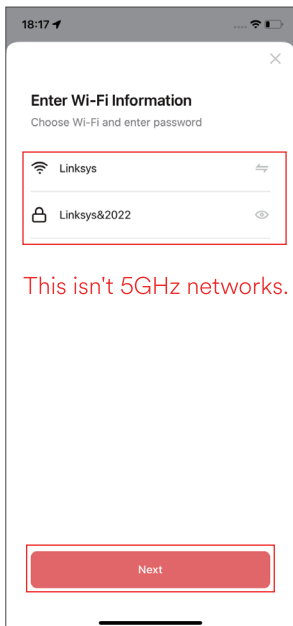 18:17
Enter Wi-Fi Information
Choose Wi-Fi and enter password
Linksys
Linksys&2022
This isn't 5GHz networks.
Next